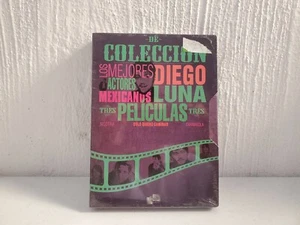 DE
COLECCION
LOS MEJORES DIEGO
ACTORES
MEXICANOS LUNA
TRES PELICULAS TRES